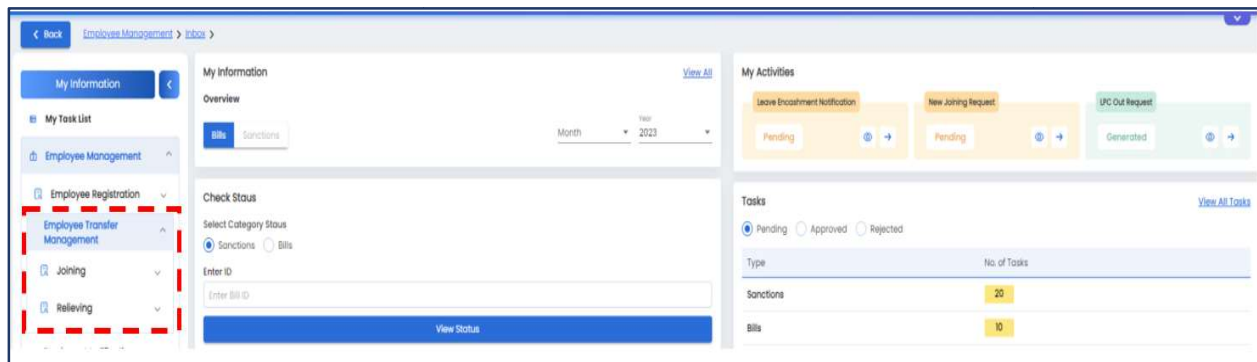 Back Employee Management > Inbox >
My Information
My Task List
Employee Management
Employee Registration
Employee Transfer
Management
Joining
Relieving
My Information View All
Overview
Bills Sanctions Month Year 2023
Check Staus
Select Category Staus
Sanctions Bills
Enter ID
Enter Bill ID
View Status
My Activities
Leave Encashment Notification New Joining Request LPC Out Request
Pending Pending Generated
Tasks View All Tasks
Pending Approved Rejected
Type No. of Tasks
Sanctions 20
Bills 10